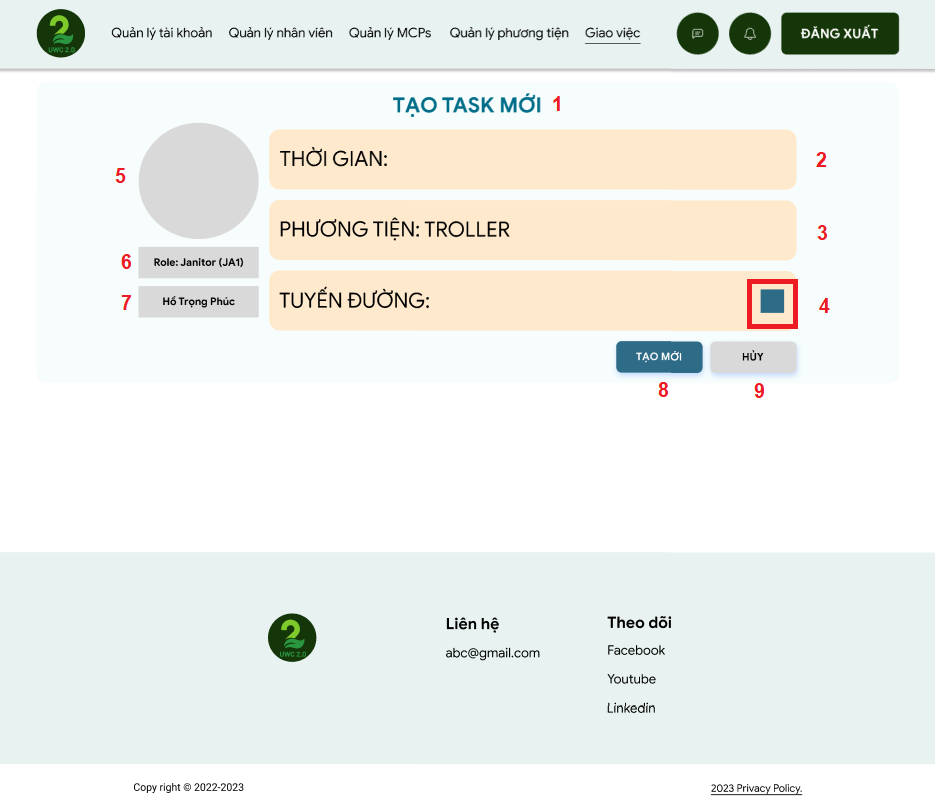 2
UWC 2.0
Quản lý tài khoản Quản lý nhân viên Quản lý MCPs Quản lý phương tiện Giao việc ĐĂNG XUẤT
TẠO TASK MỚI 1
5
THỜI GIAN: 2
PHƯƠNG TIỆN: TROLLER 3
6 Role: Janitor (JA1)
7 Hồ Trọng Phúc
TUYẾN ĐƯỜNG: 4
TẠO MỚI HỦY
8 9
2
UWC 2.0
Liên hệ
abc@gmail.com
Theo dõi
Facebook
Youtube
Linkedin
Copy right © 2022-2023 2023 Privacy Policy.